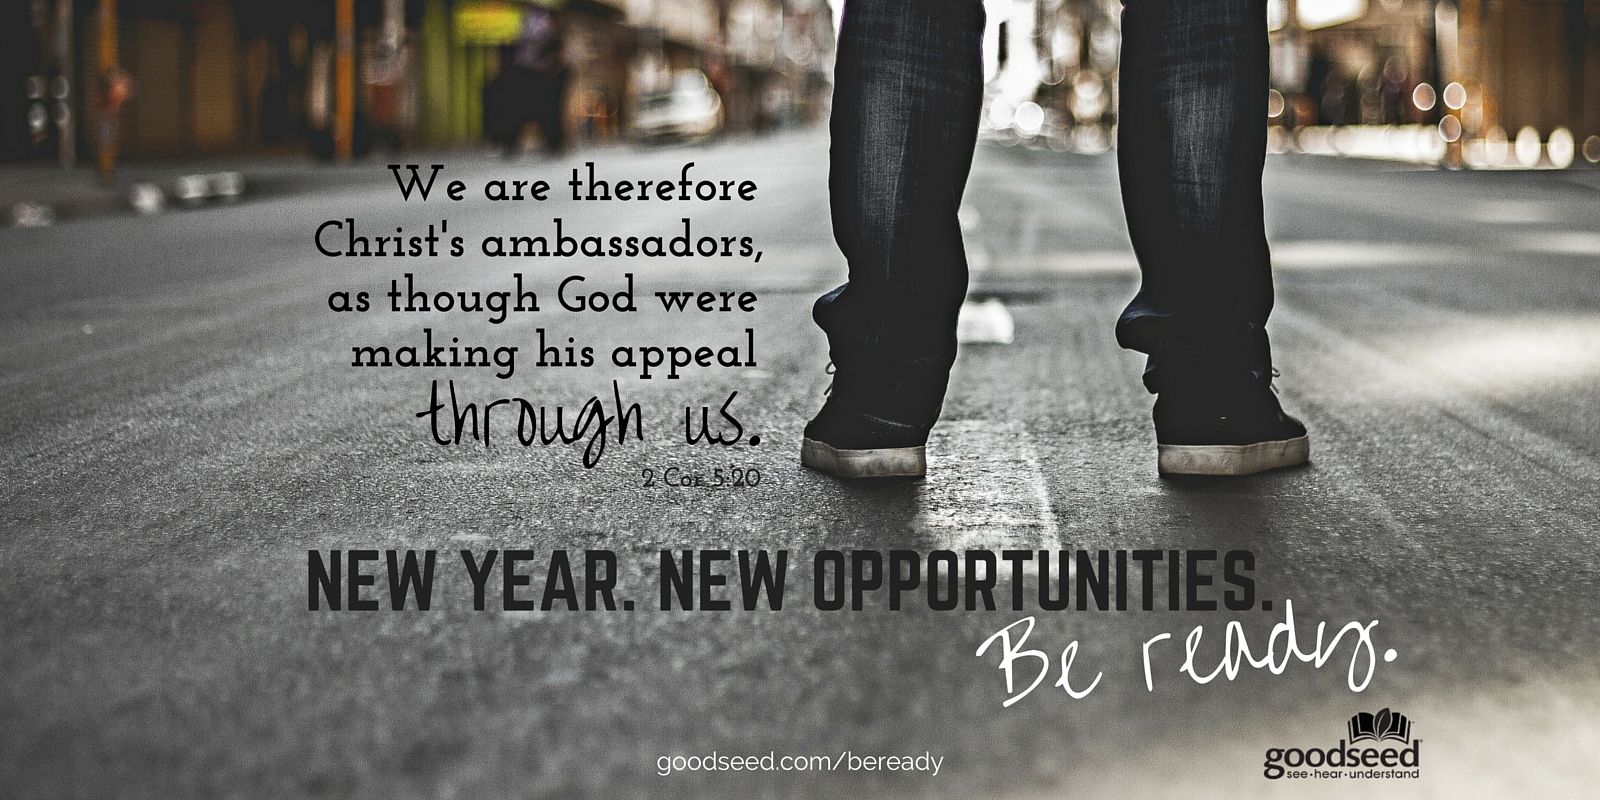 We are therefore
Christ's ambassadors,
as though God were
making his appeal
through us.
2 Cor 5:20
NEW YEAR. NEW OPPORTUNITIES.
Be ready.
goodseed.com/beready
goodseed
see·hear·understand